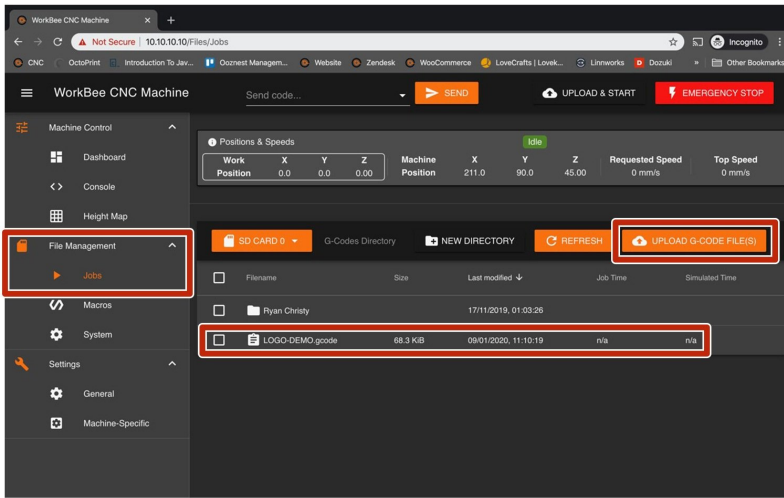 WorkBee CNC Machine
Not Secure | 10.10.10.10/Files/Jobs
Incognito
CNC OctoPrint Introduction To Jav... Ooznest Managem... Website Zendesk WooCommerce LoveCrafts | Lovek... Linnworks Dozuki » Other Bookmarks
WorkBee CNC Machine Send code... SEND UPLOAD & START EMERGENCY STOP
Machine Control
Dashboard
Console
Height Map
File Management
Jobs
Macros
System
Settings
General
Machine-Specific
Positions & Speeds Idle
Work Position X 0.0 Y 0.0 Z 0.00 Machine Position X 211.0 Y 90.0 Z 45.00 Requested Speed 0 mm/s Top Speed 0 mm/s
SD CARD 0 G-Codes Directory NEW DIRECTORY REFRESH UPLOAD G-CODE FILE(S)
Filename Size Last modified Job Time Simulated Time
Ryan Christy 17/11/2019, 01:03:26
LOGO-DEMO.gcode 68.3 KiB 09/01/2020, 11:10:19 n/a n/a